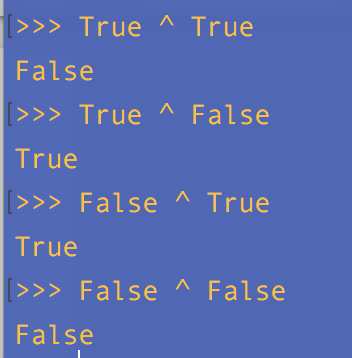 >>> True ^ True
False
>>> True ^ False
True
>>> False ^ True
True
>>> False ^ False
False